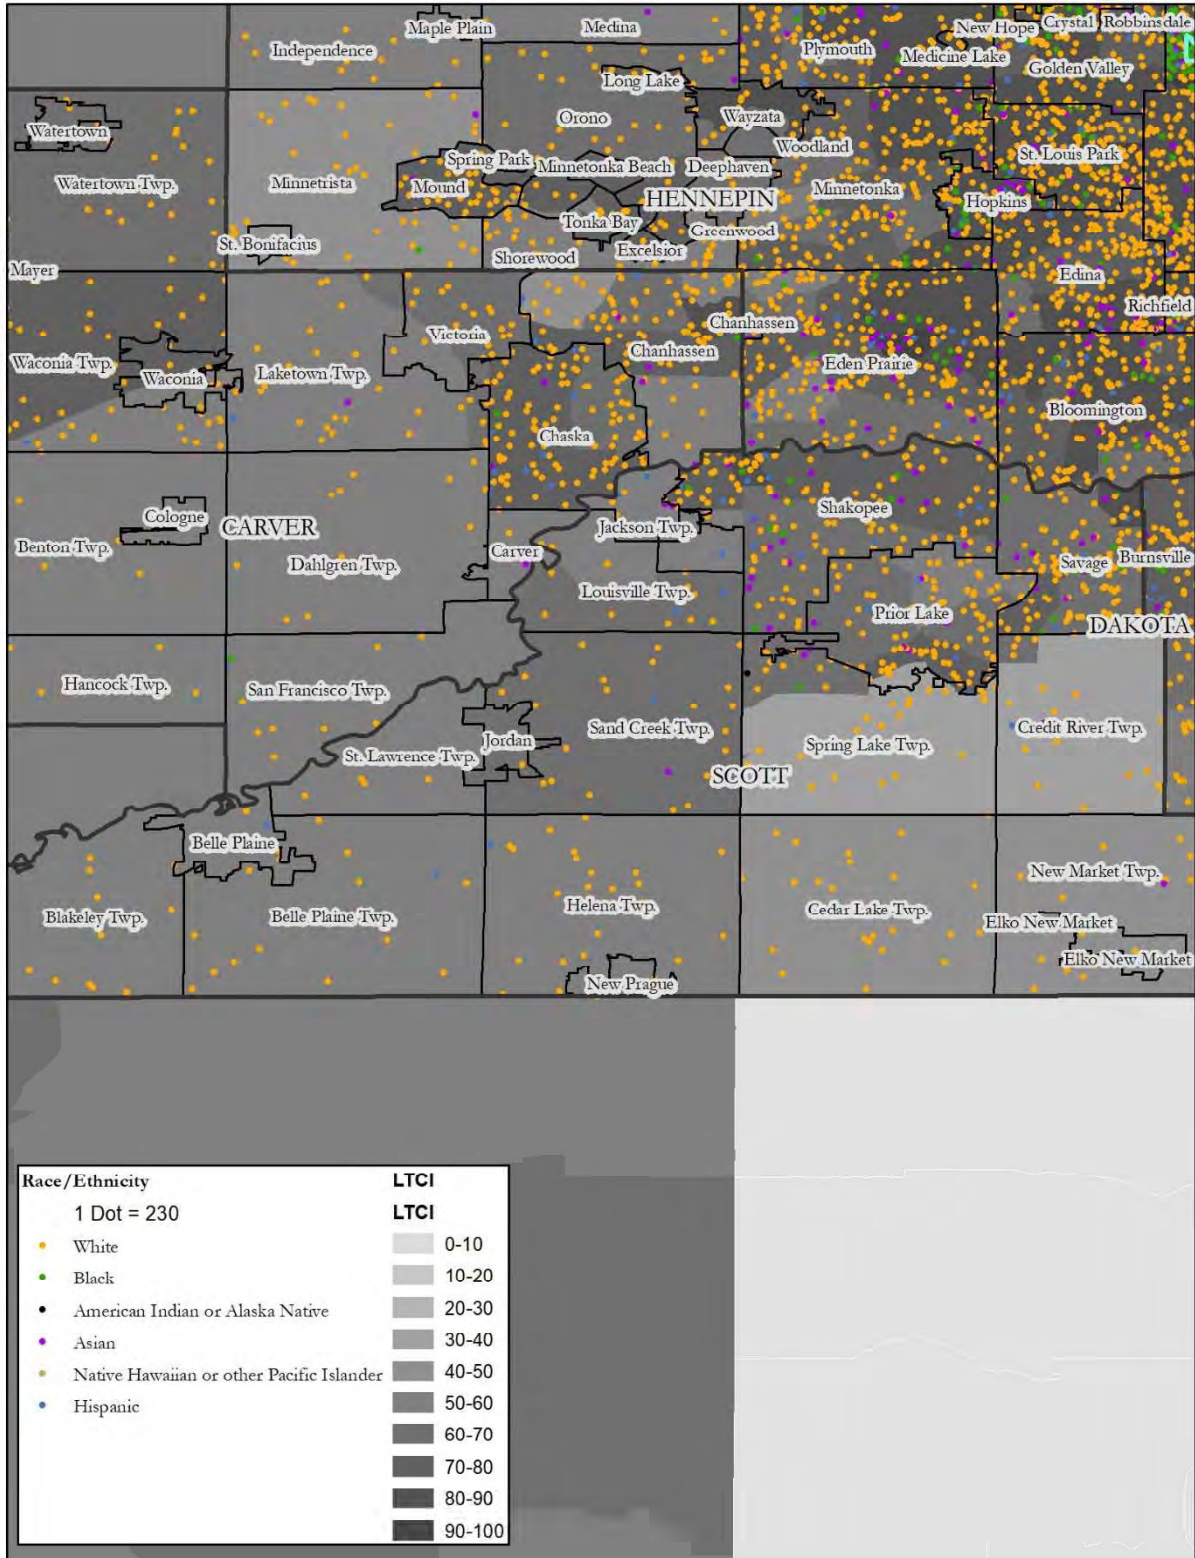 Maple Plain
Medina
New Hope
Crystal
Robbinsdale
Independence
Plymouth
Medicine Lake
Golden Valley
Long Lake
Watertown
Orono
Wayzata
Woodland
St. Louis Park
Spring Park
Minnetonka Beach
Deephaven
Watertown Twp.
Minnetrista
Mound
HENNEPIN
Minnetonka
Hopkins
Tonka Bay
Greenwood
St. Bonifacius
Shorewood
Excelsior
Mayer
Edina
Richfield
Victoria
Chanhassen
Waconia Twp.
Waconia
Laketown Twp.
Chanhassen
Eden Prairie
Bloomington
Chaska
Shakopee
Cologne
CARVER
Jackson Twp.
Benton Twp.
Dahlgren Twp.
Carver
Louisville Twp.
Savage
Burnsville
Prior Lake
DAKOTA
Hancock Twp.
San Francisco Twp.
Sand Creek Twp.
Credit River Twp.
St. Lawrence Twp.
Jordan
Spring Lake Twp.
SCOTT
Belle Plaine
New Market Twp.
Blakeley Twp.
Belle Plaine Twp.
Helena Twp.
Cedar Lake Twp.
Elko New Market
Elko New Market
New Prague
Race/Ethnicity
1 Dot = 230
White
Black
American Indian or Alaska Native
Asian
Native Hawaiian or other Pacific Islander
Hispanic
LTCI
LTCI
0-10
10-20
20-30
30-40
40-50
50-60
60-70
70-80
80-90
90-100